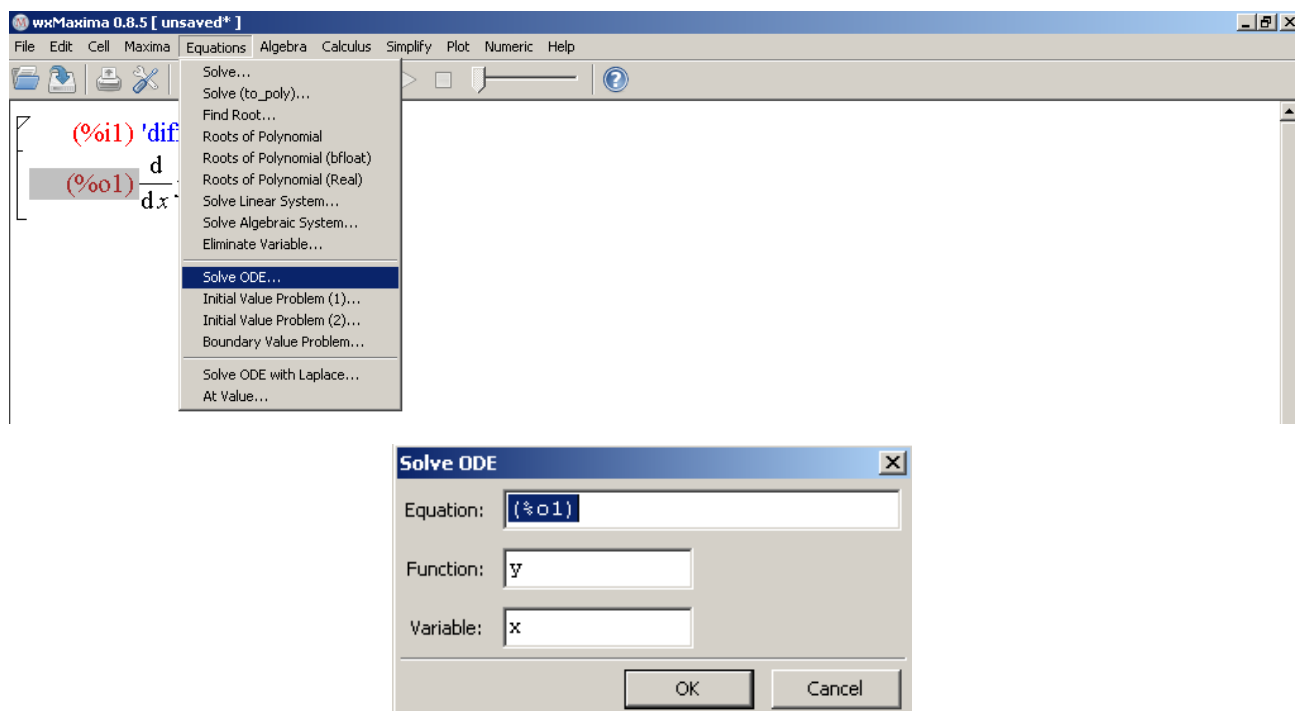 wxMaxima 0.8.5 [ unsaved* ]
File Edit Cell Maxima Equations Algebra Calculus Simplify Plot Numeric Help
Solve...
Solve (to_poly)...
Find Root...
Roots of Polynomial
Roots of Polynomial (bfloat)
Roots of Polynomial (Real)
Solve Linear System...
Solve Algebraic System...
Eliminate Variable...
Solve ODE...
Initial Value Problem (1)...
Initial Value Problem (2)...
Boundary Value Problem...
Solve ODE with Laplace...
At Value...
(%i1) 'dif
(%o1) d
dx
Solve ODE
Equation: (%o1)
Function: y
Variable: x
OK Cancel